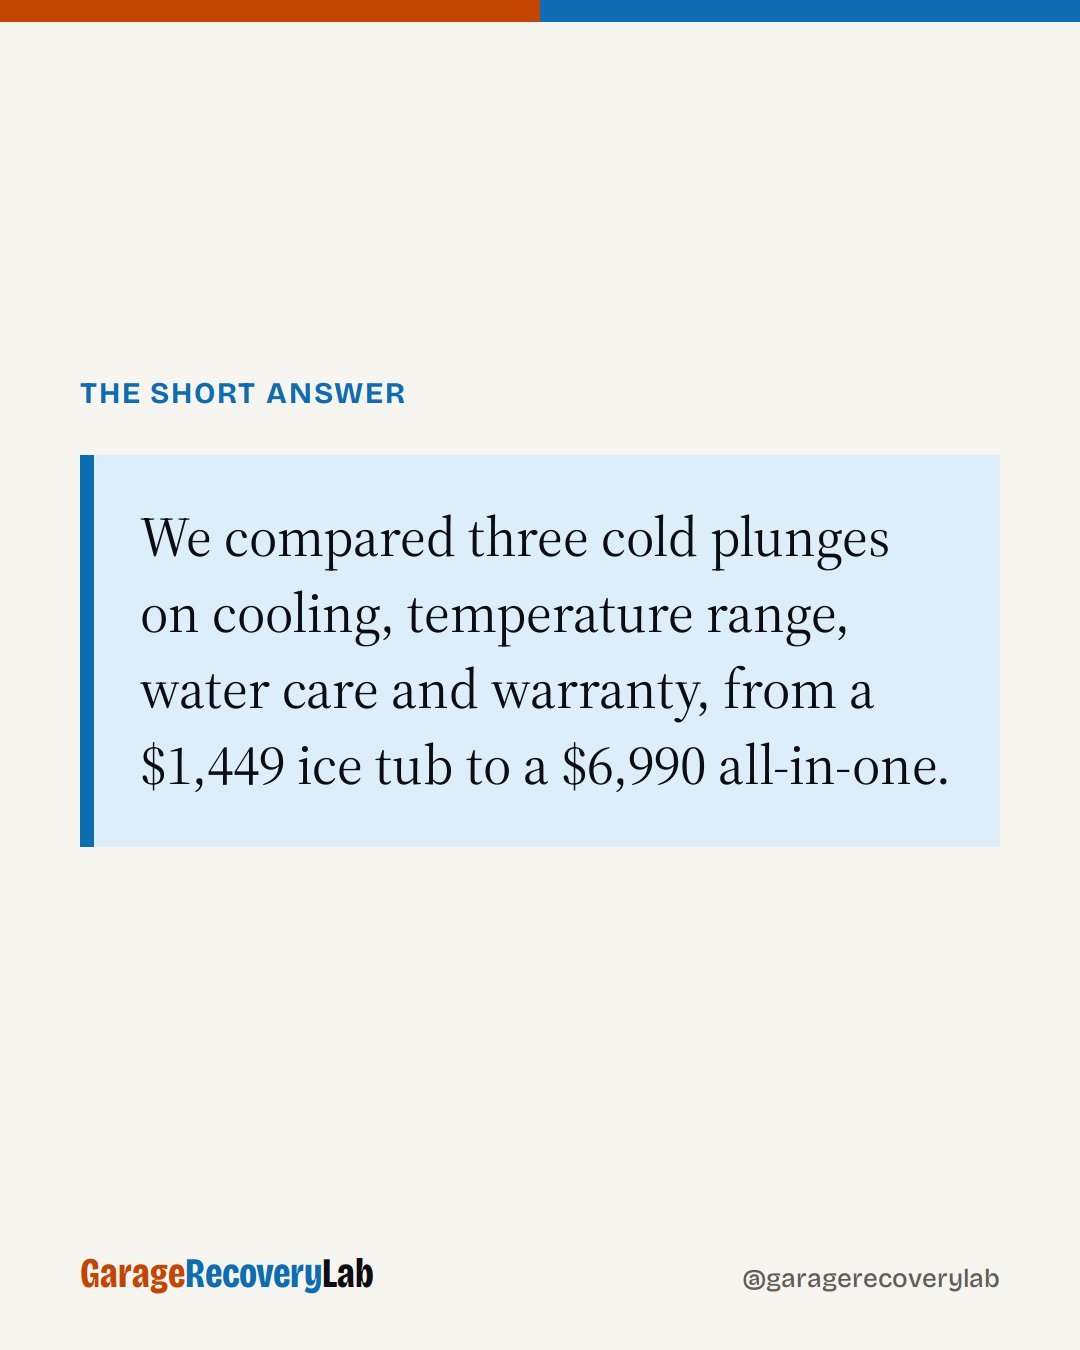 THE SHORT ANSWER
We compared three cold plunges
on cooling, temperature range,
water care and warranty, from a
$1,449 ice tub to a $6,990 all-in-one.
GarageRecoveryLab
@garagerecoverylab